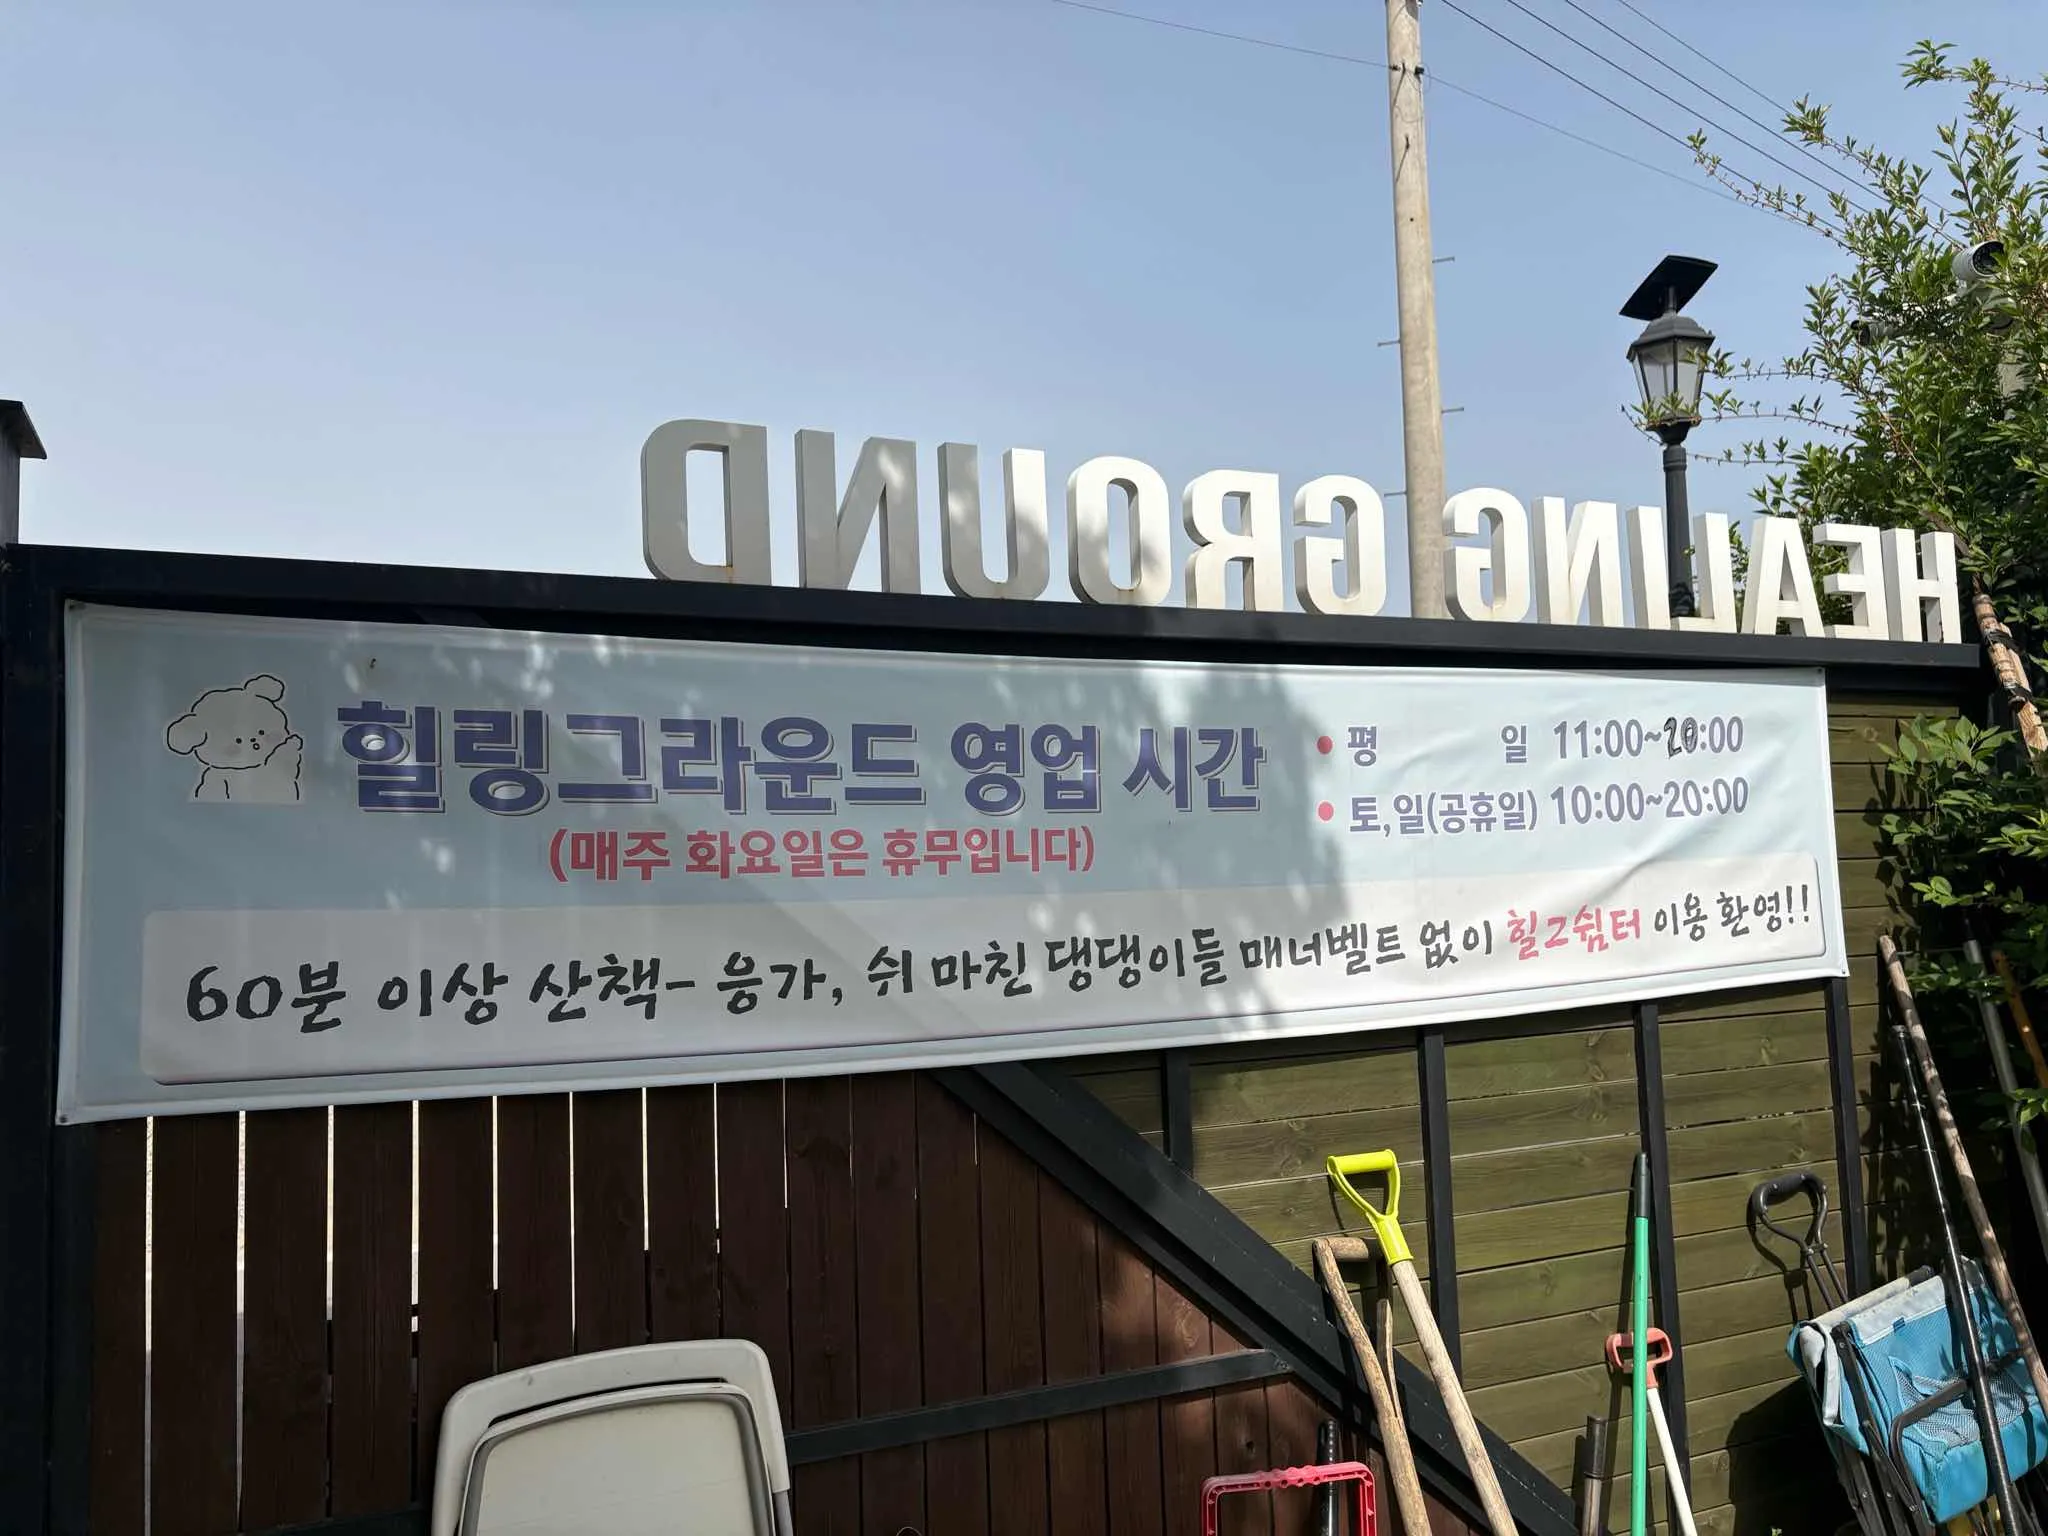 HEALING GROUND
힐링그라운드 영업 시간
(매주 화요일은 휴무입니다)
• 평 일 11:00~20:00
• 토,일(공휴일) 10:00~20:00
60분 이상 산책- 응가, 쉬 마친 댕댕이들 매너벨트 없이 힐그쉼터 이용 환영!!